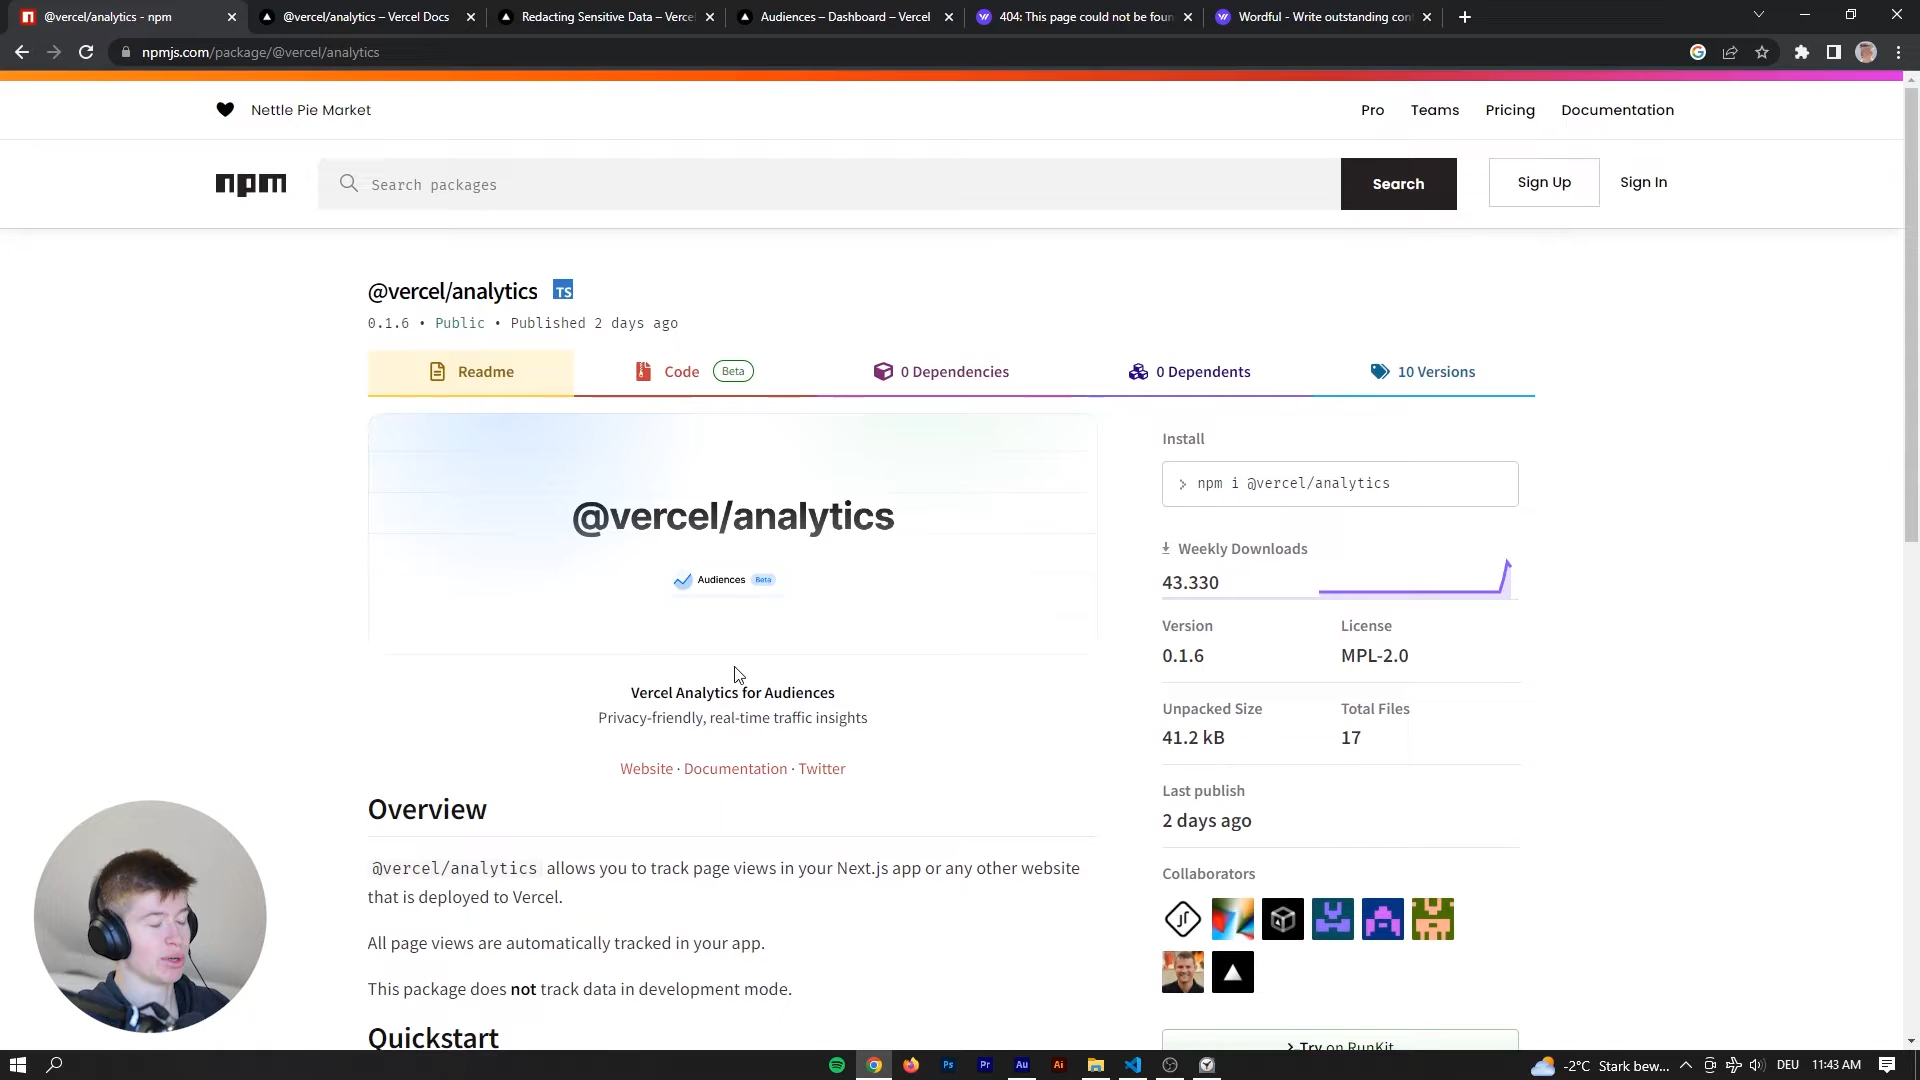 @vercel/analytics - npm
@vercel/analytics – Vercel Docs
Redacting Sensitive Data – Verce
Audiences – Dashboard – Vercel
404: This page could not be foun
Wordful - Write outstanding con
npmjs.com/package/@vercel/analytics
Nettle Pie Market
Pro
Teams
Pricing
Documentation
npm
Search packages
Search
Sign Up
Sign In
@vercel/analytics TS
0.1.6 • Public • Published 2 days ago
Readme
Code Beta
0 Dependencies
0 Dependents
10 Versions
@vercel/analytics
Audiences Beta
Vercel Analytics for Audiences
Privacy-friendly, real-time traffic insights
Website · Documentation · Twitter
Overview
@vercel/analytics allows you to track page views in your Next.js app or any other website
that is deployed to Vercel.
All page views are automatically tracked in your app.
This package does not track data in development mode.
Quickstart
Install
> npm i @vercel/analytics
Weekly Downloads
43.330
Version
License
0.1.6
MPL-2.0
Unpacked Size
Total Files
41.2 kB
17
Last publish
2 days ago
Collaborators
> Try on RunKit
Ps
Pr
Au
Ai
-2°C Stark bew...
DEU
11:43 AM